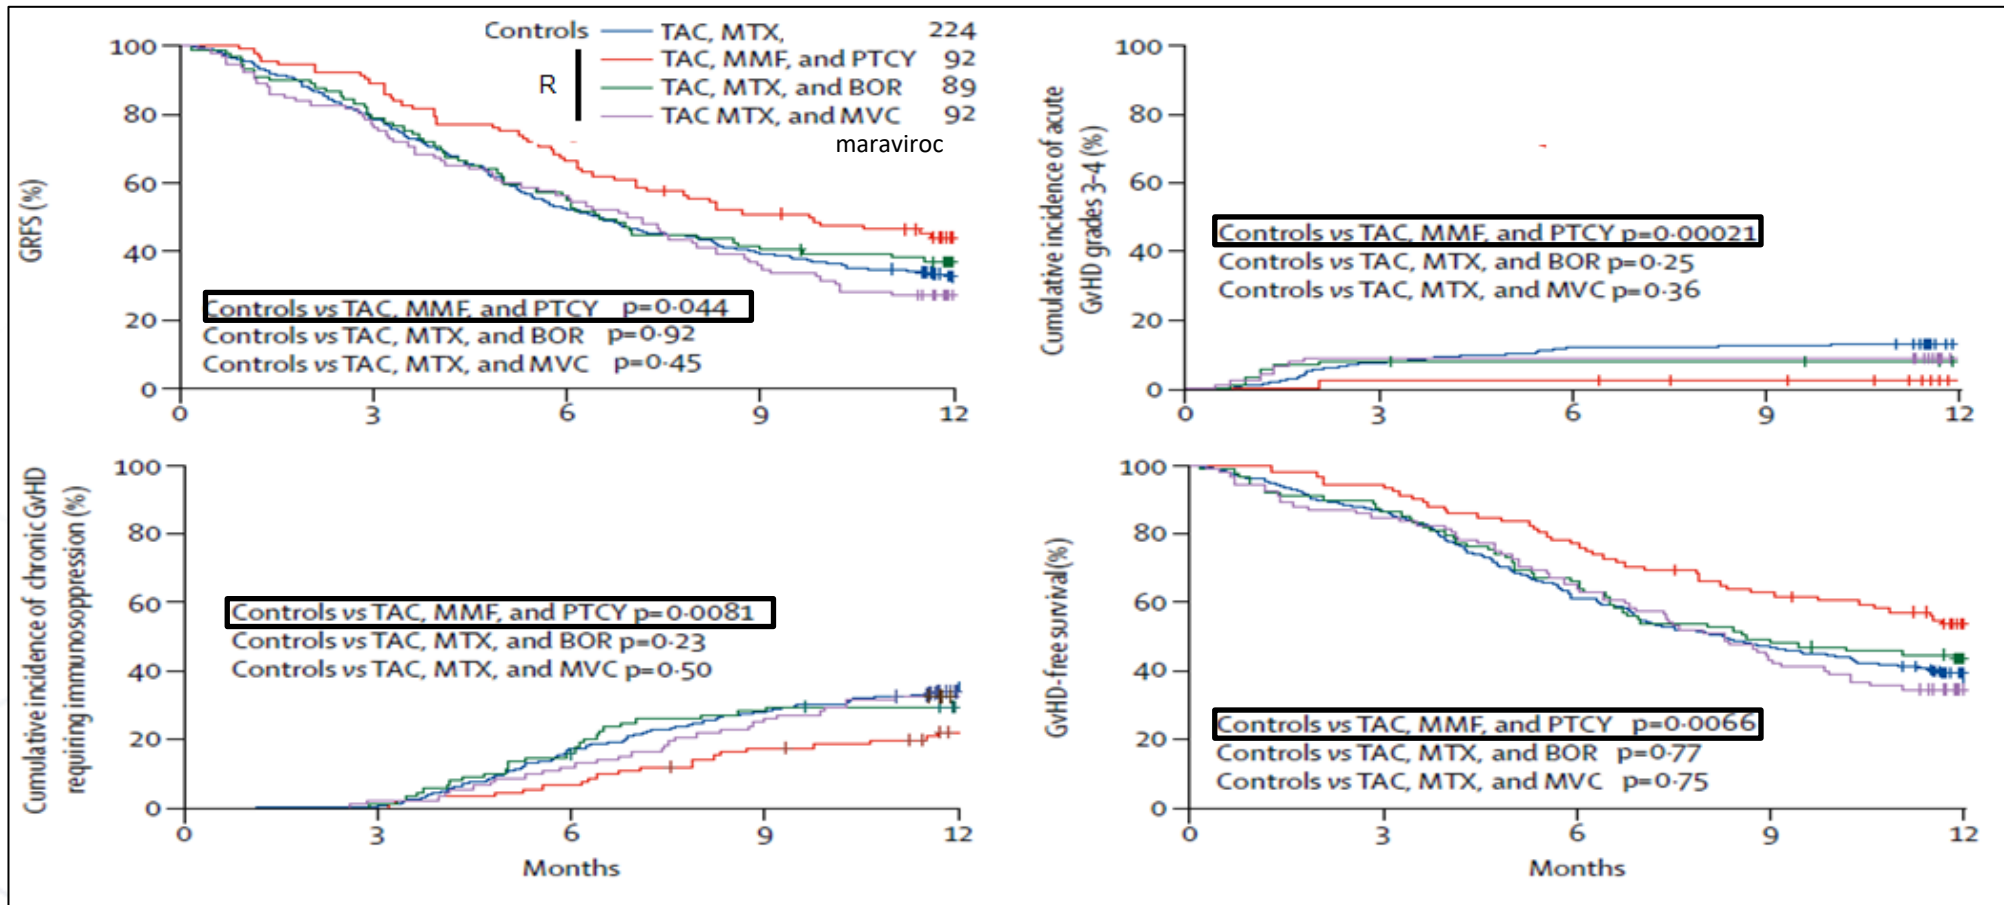 Controls TAC, MTX, 224
TAC, MMF, and PTCY 92
R
TAC, MTX, and BOR 89
TAC MTX, and MVC 92
maraviroc
GRFS (%)
100
80
60
40
20
0
Controls vs TAC, MMF, and PTCY p=0·044
Controls vs TAC, MTX, and BOR p=0·92
Controls vs TAC, MTX, and MVC p=0·45
0 3 6 9 12
Cumulative incidence of acute
GvHD grades 3–4 (%)
100
80
60
40
20
0
Controls vs TAC, MMF, and PTCY p=0·00021
Controls vs TAC, MTX, and BOR p=0·25
Controls vs TAC, MTX, and MVC p=0·36
0 3 6 9 12
Cumulative incidence of chronic GvHD
requiring immunosoppression (%)
100
80
60
40
20
0
Controls vs TAC, MMF, and PTCY p=0·0081
Controls vs TAC, MTX, and BOR p=0·23
Controls vs TAC, MTX, and MVC p=0·50
0 3 6 9 12
Months
GvHD-free survival (%)
100
80
60
40
20
0
Controls vs TAC, MMF, and PTCY p=0·0066
Controls vs TAC, MTX, and BOR p=0·77
Controls vs TAC, MTX, and MVC p=0·75
0 3 6 9 12
Months